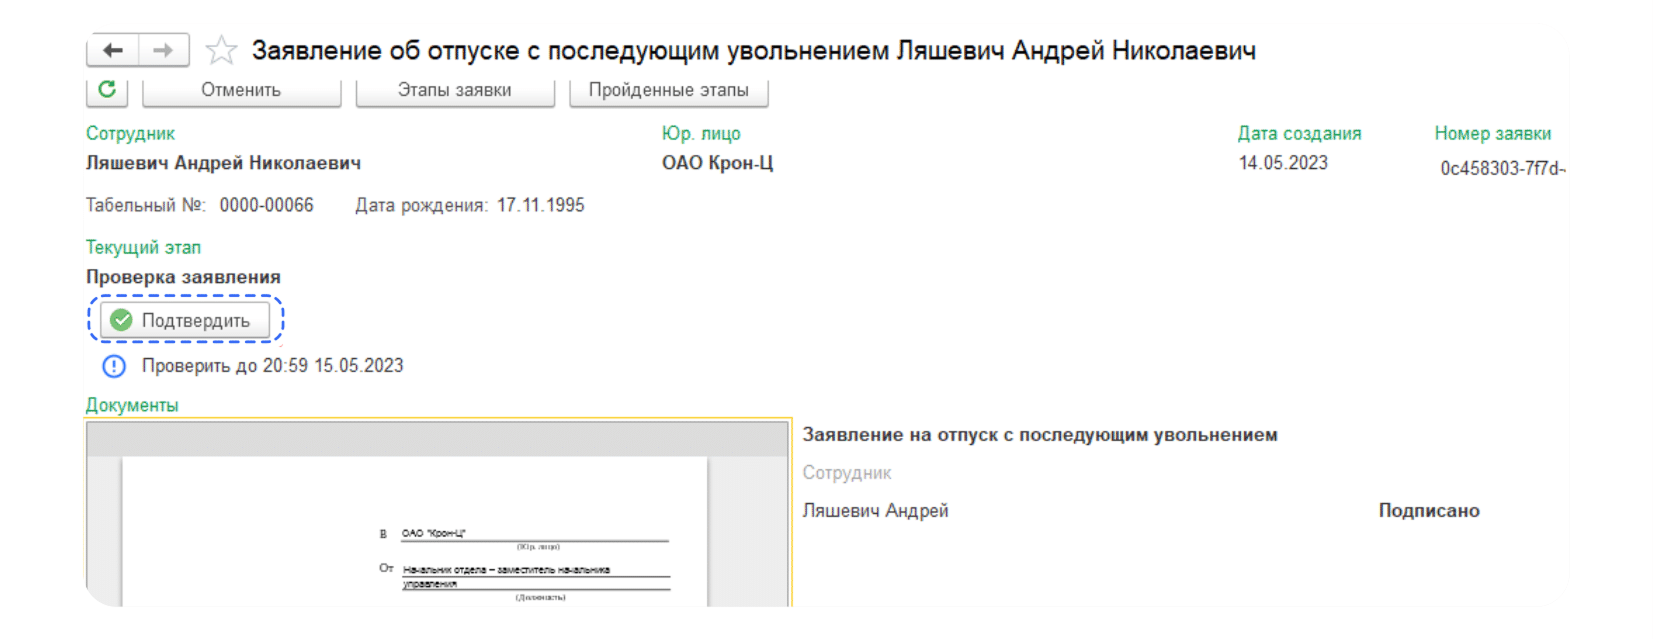 Заявление об отпуске с последующим увольнением Ляшевич Андрей Николаевич
Отменить Этапы заявки Пройденные этапы
Сотрудник Юр. лицо Дата создания Номер заявки
Ляшевич Андрей Николаевич ОАО Крон-Ц 14.05.2023 0c458303-7f7d-
Табельный №: 0000-00066 Дата рождения: 17.11.1995
Текущий этап
Проверка заявления
Подтвердить
Проверить до 20:59 15.05.2023
Документы
Заявление на отпуск с последующим увольнением
Сотрудник
Ляшевич Андрей Подписано
В ОАО "Крон-Ц"
(Юр. лицо)
От Начальник отдела – заместитель начальника
управления
(Должность)